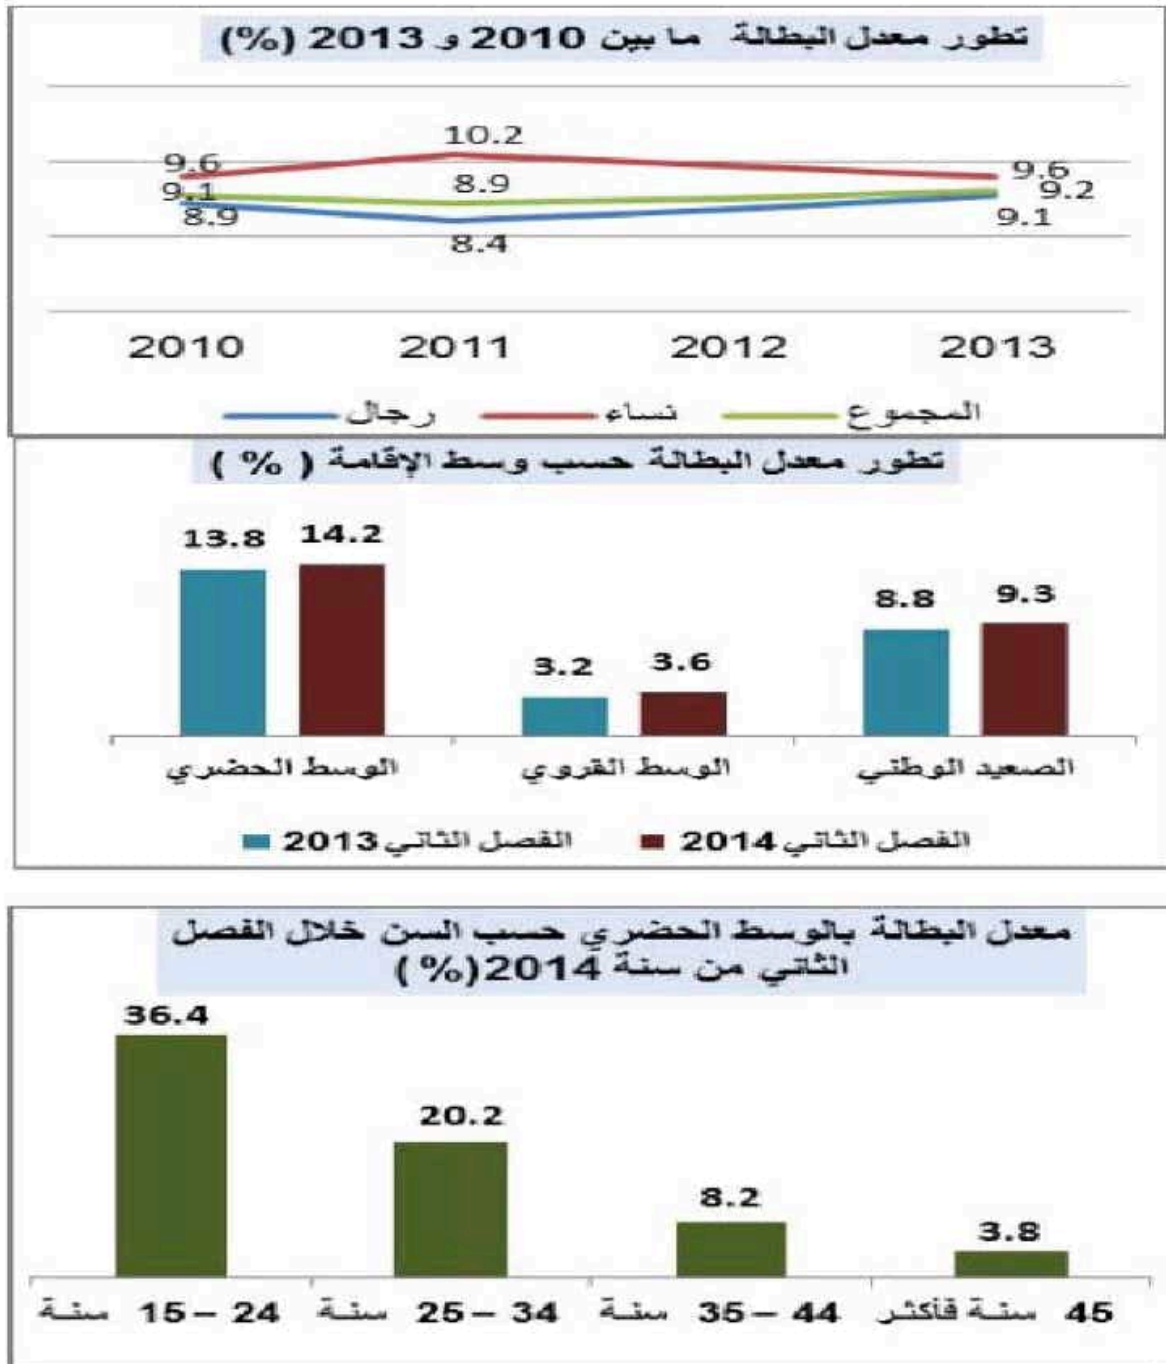 تطور معدل البطالة ما بين 2010 و 2013 (%)
10.2
9.6
9.6
8.9
9.1
9.2
8.9
9.1
8.4
2010 2011 2012 2013
رجال نساء المجموع
تطور معدل البطالة حسب وسط الإقامة ( % )
13.8 14.2
3.2 3.6
8.8 9.3
الوسط الحضري الوسط القروي الصعيد الوطني
الفصل الثاني 2013 الفصل الثاني 2014
معدل البطالة بالوسط الحضري حسب السن خلال الفصل
الثاني من سنة 2014(% )
36.4
20.2
8.2
3.8
15 – 24 سنة 25 – 34 سنة 35 – 44 سنة 45 سنة فأكثر